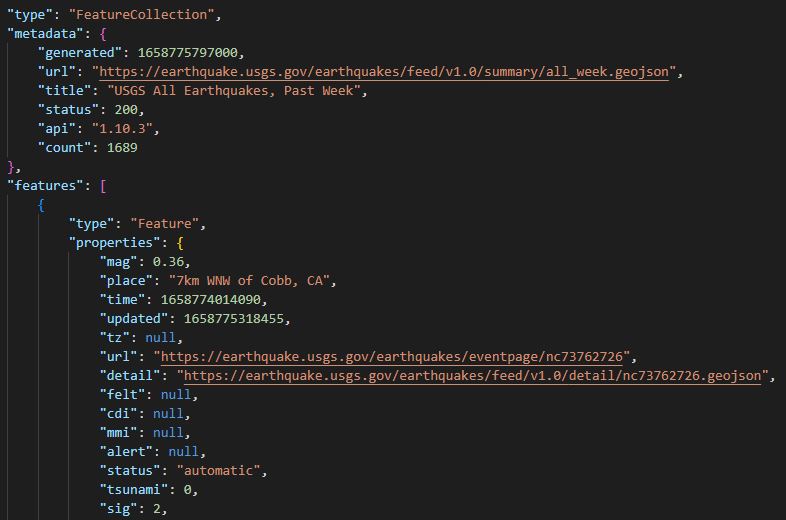 "type": "FeatureCollection",
"metadata": {
"generated": 1658775797000,
"url": "https://earthquake.usgs.gov/earthquakes/feed/v1.0/summary/all_week.geojson",
"title": "USGS All Earthquakes, Past Week",
"status": 200,
"api": "1.10.3",
"count": 1689
},
"features": [
{
"type": "Feature",
"properties": {
"mag": 0.36,
"place": "7km WNW of Cobb, CA",
"time": 1658774014090,
"updated": 1658775318455,
"tz": null,
"url": "https://earthquake.usgs.gov/earthquakes/eventpage/nc73762726",
"detail": "https://earthquake.usgs.gov/earthquakes/feed/v1.0/detail/nc73762726.geojson",
"felt": null,
"cdi": null,
"mmi": null,
"alert": null,
"status": "automatic",
"tsunami": 0,
"sig": 2,